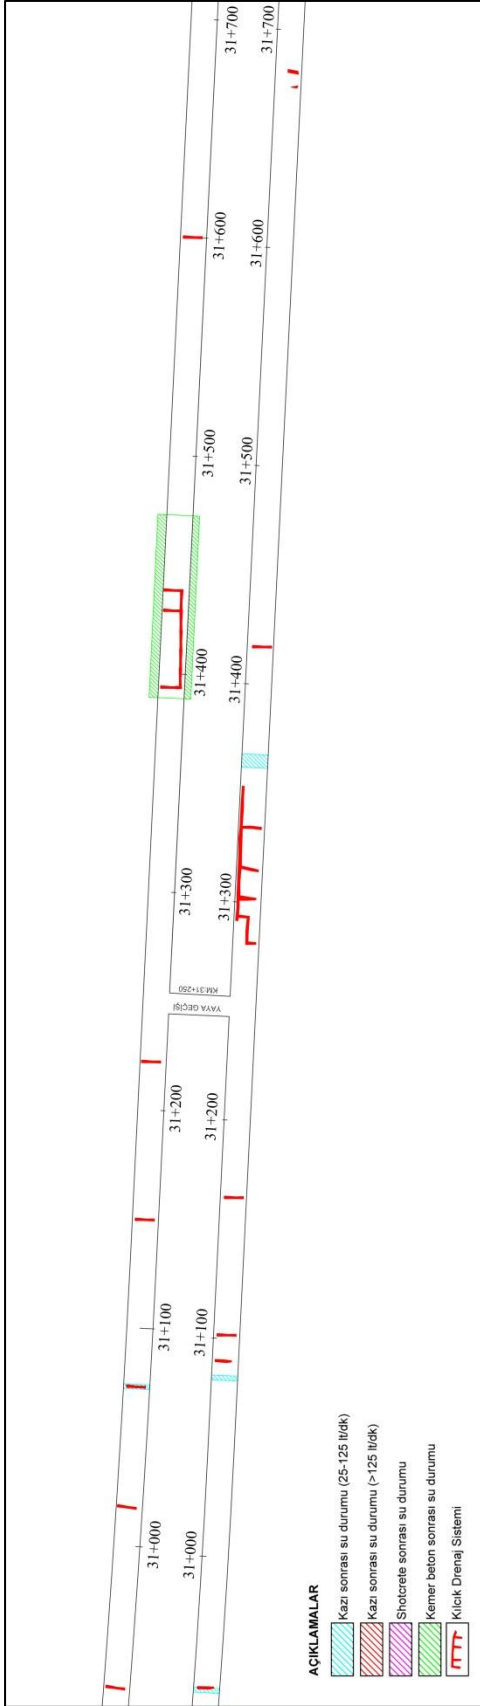 31+700
31+700
31+600
31+600
31+500
31+500
31+400
31+400
31+300
31+300
KM:31+250
YAYA GEÇİŞİ
31+200
31+200
31+100
31+100
31+000
31+000
AÇIKLAMALAR
Kazı sonrası su durumu (25-125 lt/dk)
Kazı sonrası su durumu (>125 lt/dk)
Shotcrete sonrası su durumu
Kemer beton sonrası su durumu
Kılcık Drenaj Sistemi